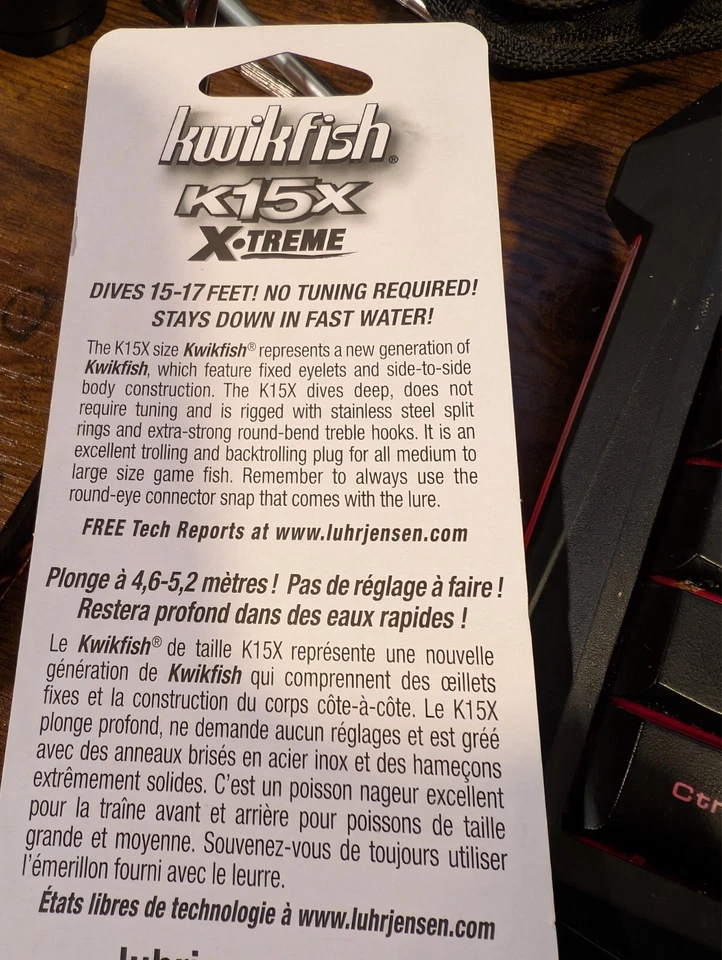 kwikfish®
K15X
X•TREME
DIVES 15-17 FEET! NO TUNING REQUIRED!
STAYS DOWN IN FAST WATER!
The K15X size Kwikfish® represents a new generation of
Kwikfish, which feature fixed eyelets and side-to-side
body construction. The K15X dives deep, does not
require tuning and is rigged with stainless steel split
rings and extra-strong round-bend treble hooks. It is an
excellent trolling and backtrolling plug for all medium to
large size game fish. Remember to always use the
round-eye connector snap that comes with the lure.
FREE Tech Reports at www.luhrjensen.com
Plonge à 4,6-5,2 mètres ! Pas de réglage à faire !
Restera profond dans des eaux rapides !
Le Kwikfish® de taille K15X représente une nouvelle
génération de Kwikfish qui comprennent des œillets
fixes et la construction du corps côte-à-côte. Le K15X
plonge profond, ne demande aucun réglages et est gréé
avec des anneaux brisés en acier inox et des hameçons
extrêmement solides. C'est un poisson nageur excellent
pour la traîne avant et arrière pour poissons de taille
grande et moyenne. Souvenez-vous de toujours utiliser
l'émerillon fourni avec le leurre.
États libres de technologie à www.luhrjensen.com